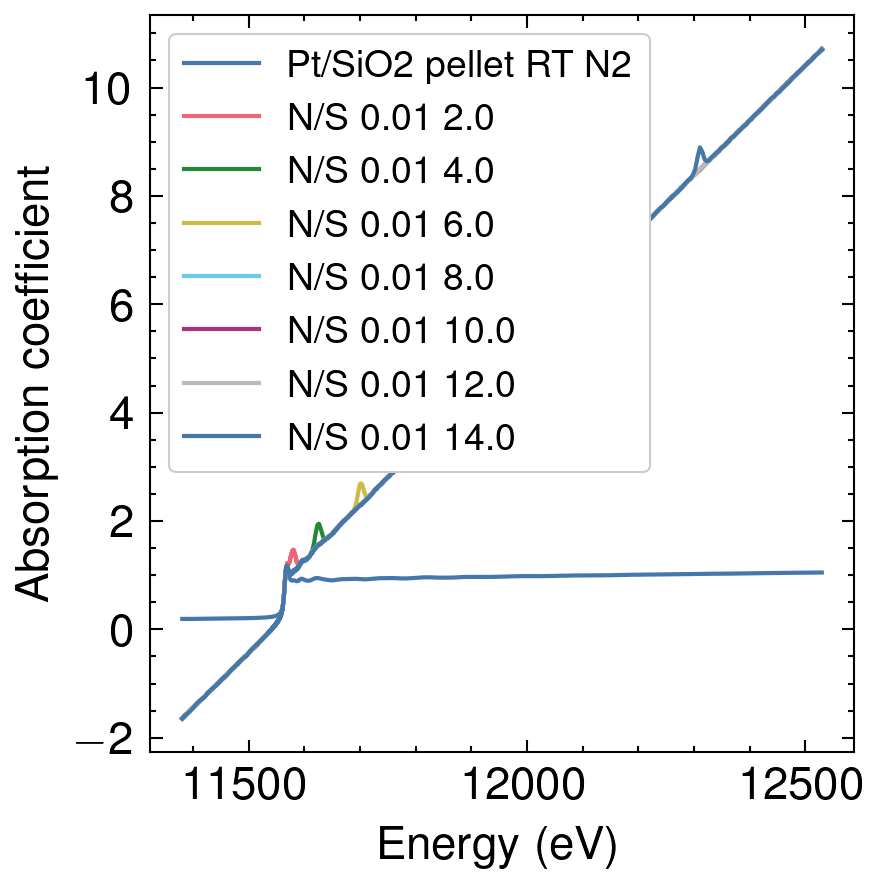 Pt/SiO2 pellet RT N2
N/S 0.01 2.0
N/S 0.01 4.0
N/S 0.01 6.0
N/S 0.01 8.0
N/S 0.01 10.0
N/S 0.01 12.0
N/S 0.01 14.0
Absorption coefficient
10
8
6
4
2
0
−2
11500 12000 12500
Energy (eV)